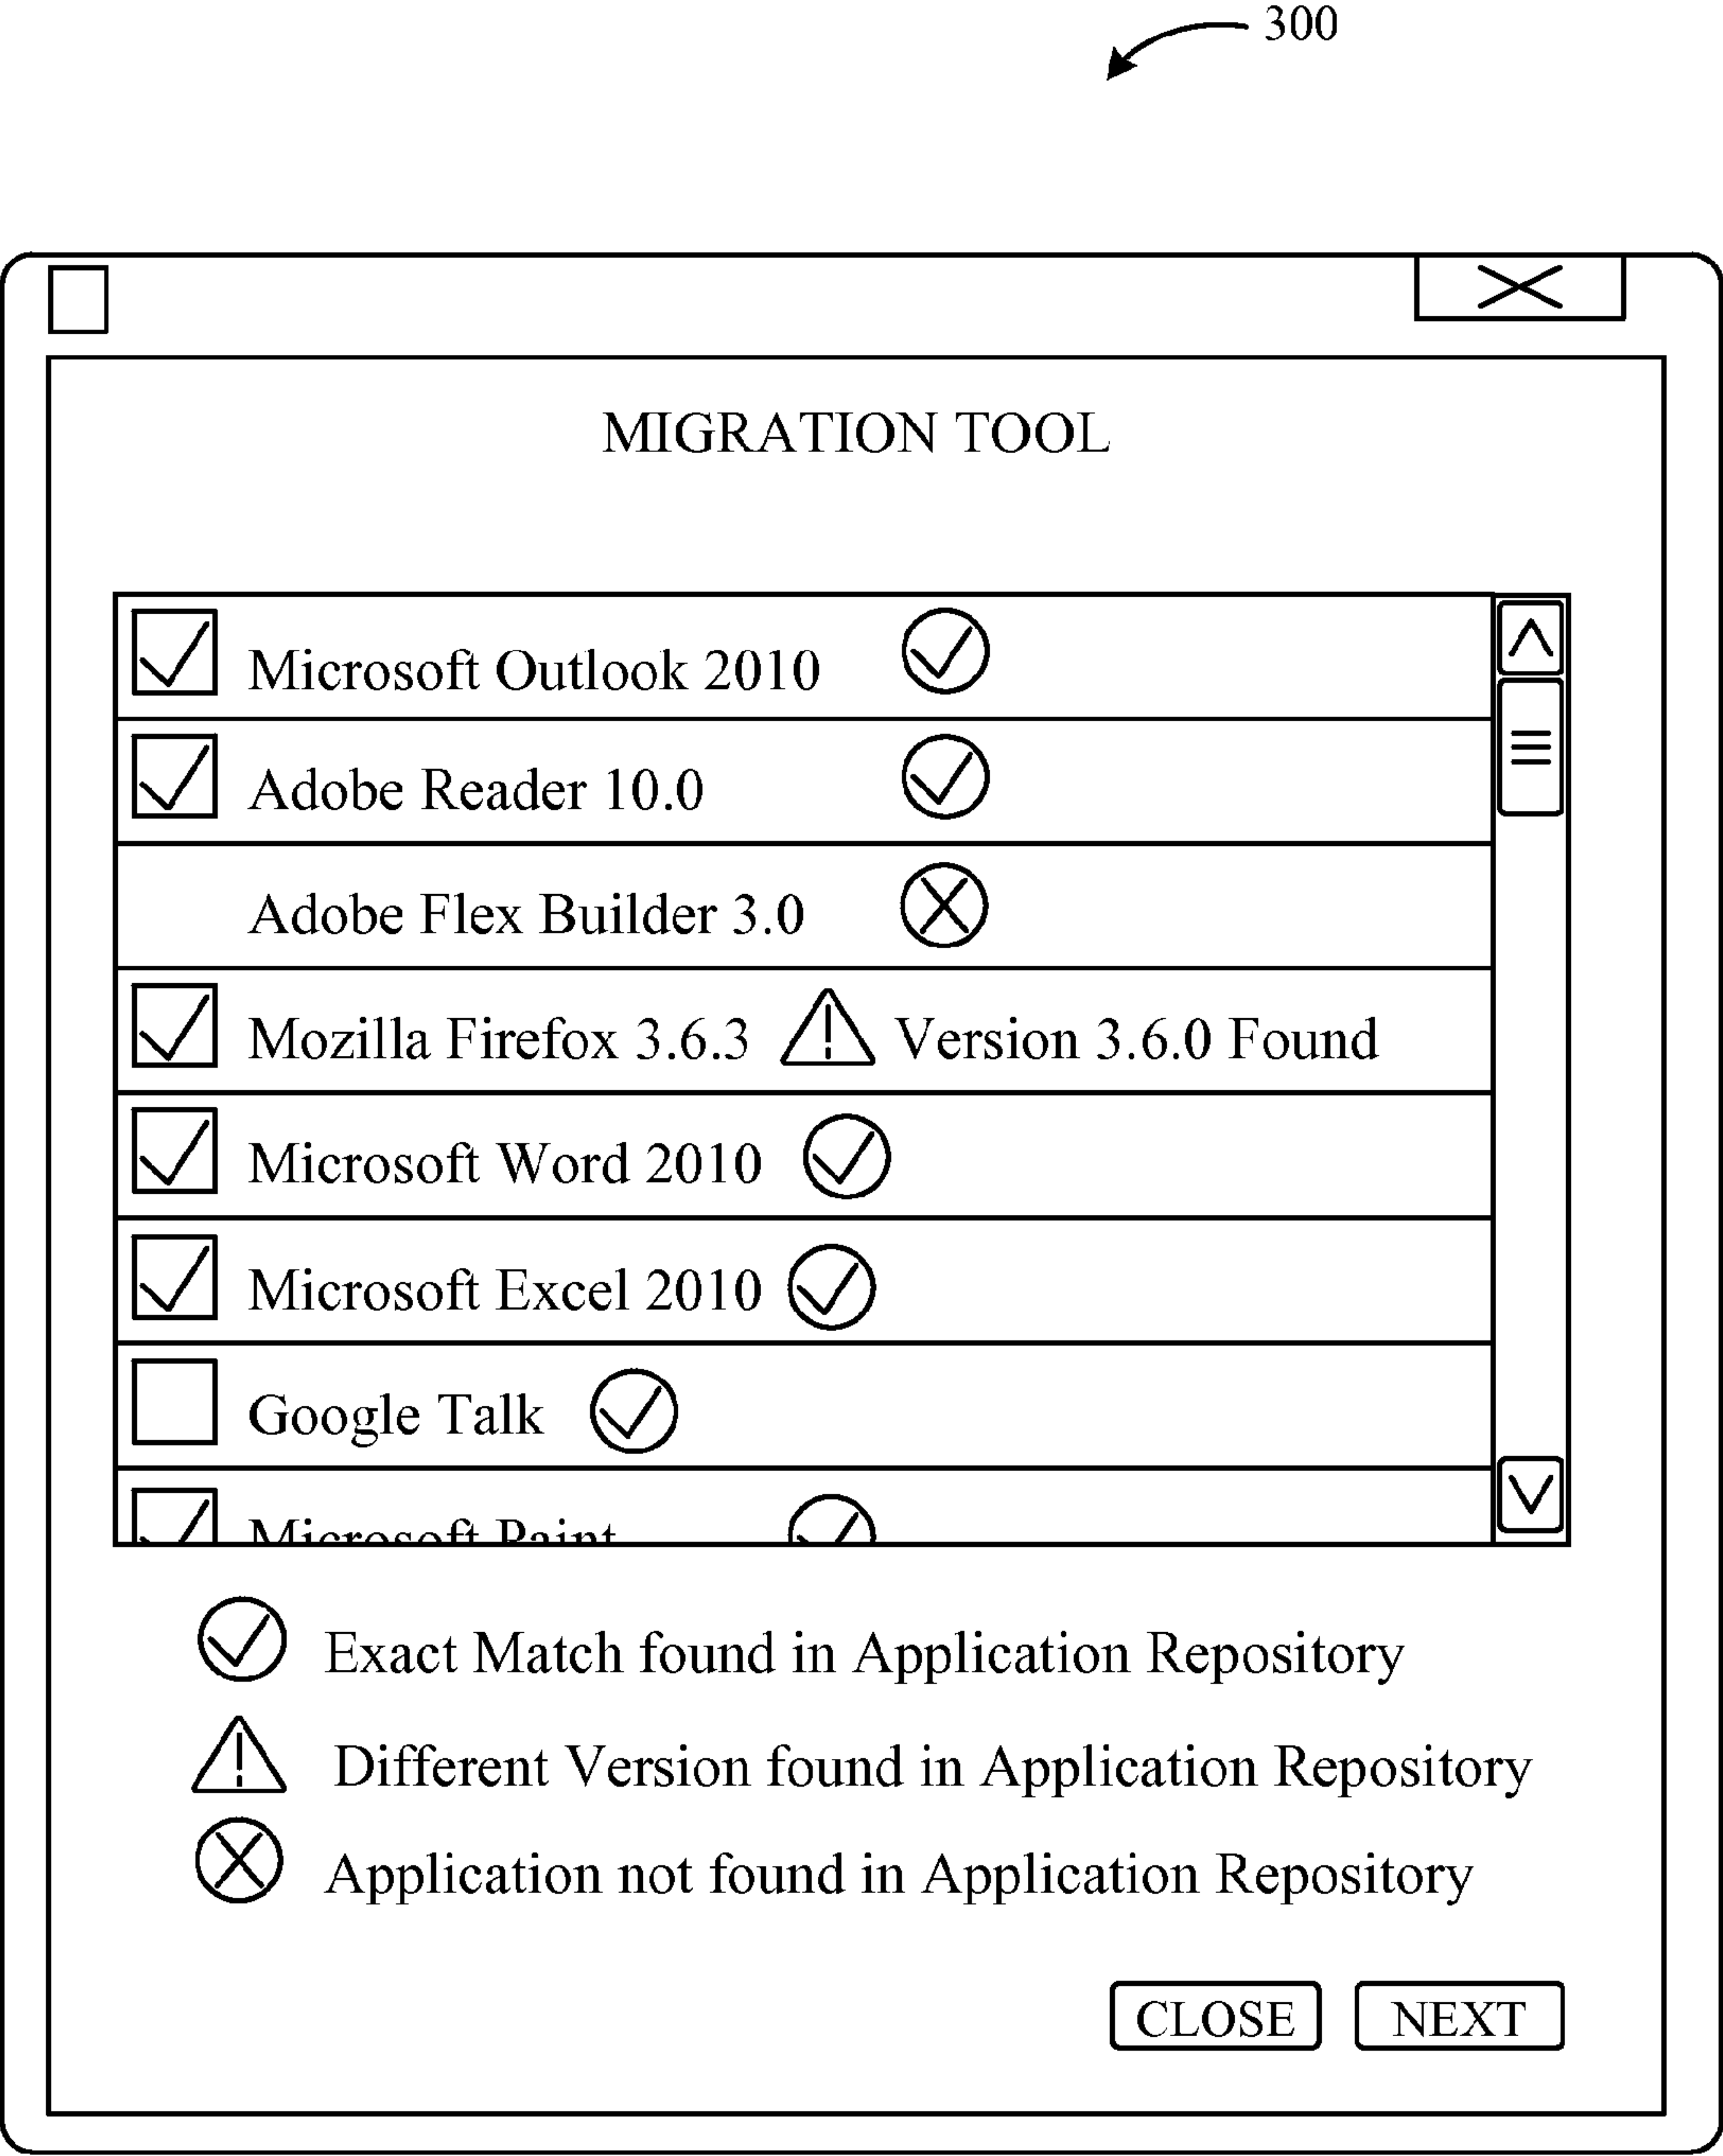 300
MIGRATION TOOL
Microsoft Outlook 2010
Adobe Reader 10.0
Adobe Flex Builder 3.0
Mozilla Firefox 3.6.3 Version 3.6.0 Found
Microsoft Word 2010
Microsoft Excel 2010
Google Talk
Microsoft Paint
Exact Match found in Application Repository
Different Version found in Application Repository
Application not found in Application Repository
CLOSE NEXT